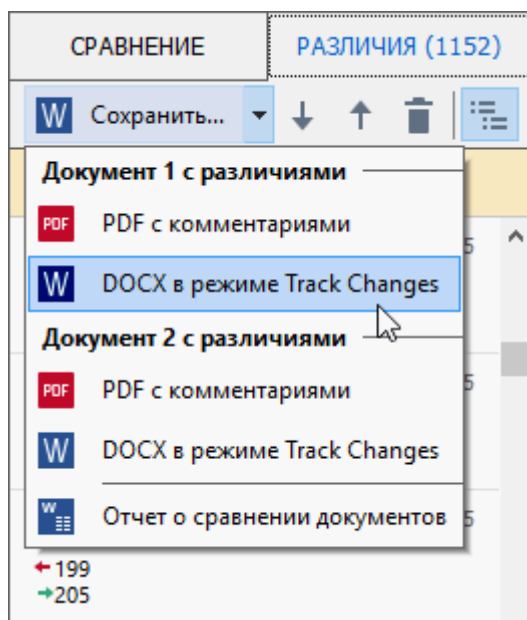 СРАВНЕНИЕ
РАЗЛИЧИЯ (1152)
W Сохранить...
Документ 1 с различиями
PDF PDF с комментариями
5
W DOCX в режиме Track Changes
Документ 2 с различиями
PDF PDF с комментариями
5
W DOCX в режиме Track Changes
W Отчет о сравнении документов
5
199
205